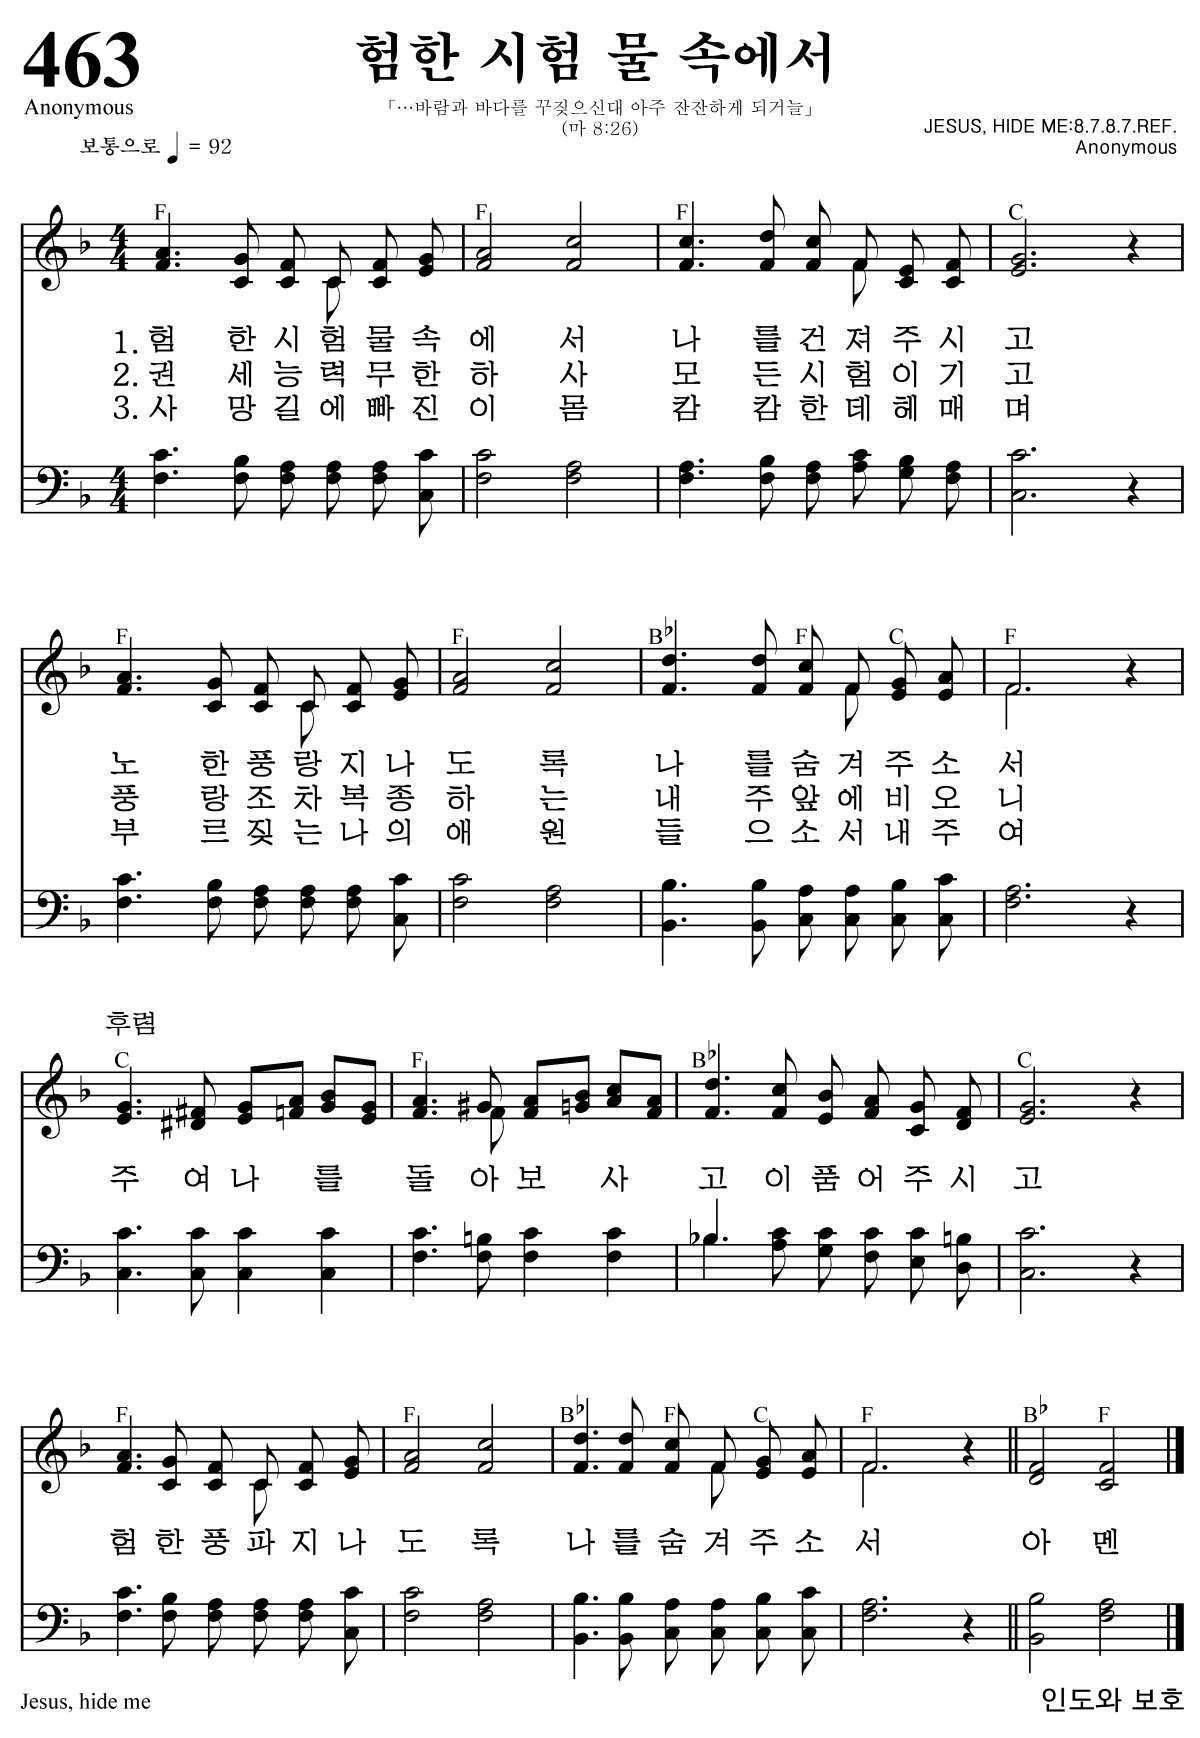 463
험한 시험 물 속에서
Anonymous
「…바람과 바다를 꾸짖으신대 아주 잔잔하게 되거늘」
(마 8:26)
JESUS, HIDE ME:8.7.8.7.REF.
Anonymous
보통으로 ♩ = 92
F F F C
1. 험 한 시 험 물 속 에 서 나 를 건 져 주 시 고
2. 권 세 능 력 무 한 하 사 모 든 시 험 이 기 고
3. 사 망 길 에 빠 진 이 몸 캄 캄 한 데 헤 매 며
F F B♭ F C F
노 한 풍 랑 지 나 도 록 나 를 숨 겨 주 소 서
풍 랑 조 차 복 종 하 는 내 주 앞 에 비 오 니
부 르 짖 는 나 의 애 원 들 으 소 서 내 주 여
후렴
C F B♭ C
주 여 나 를 돌 아 보 사 고 이 품 어 주 시 고
F F B♭ F C F B♭ F
험 한 풍 파 지 나 도 록 나 를 숨 겨 주 소 서 아 멘
Jesus, hide me
인도와 보호